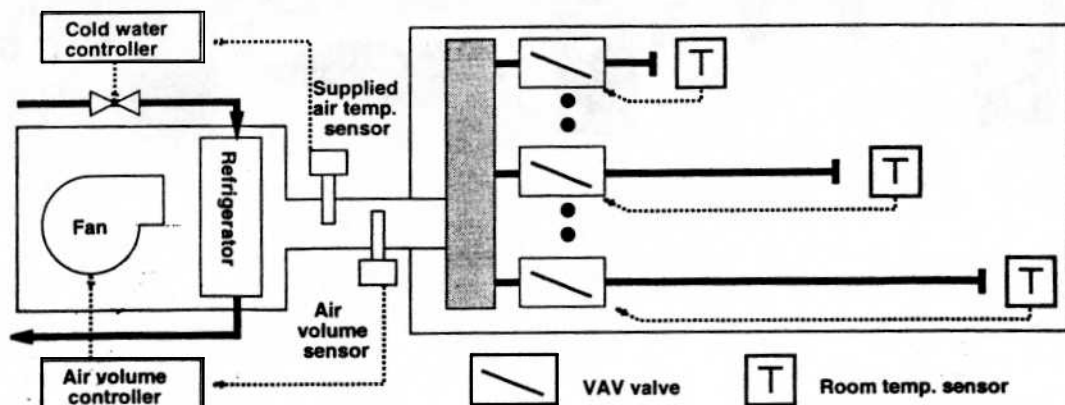 Cold water
controller
Supplied
air temp.
sensor
T
Refrigerator
Fan
T
T
Air
volume
sensor
Air volume
controller
VAV valve
T
Room temp. sensor